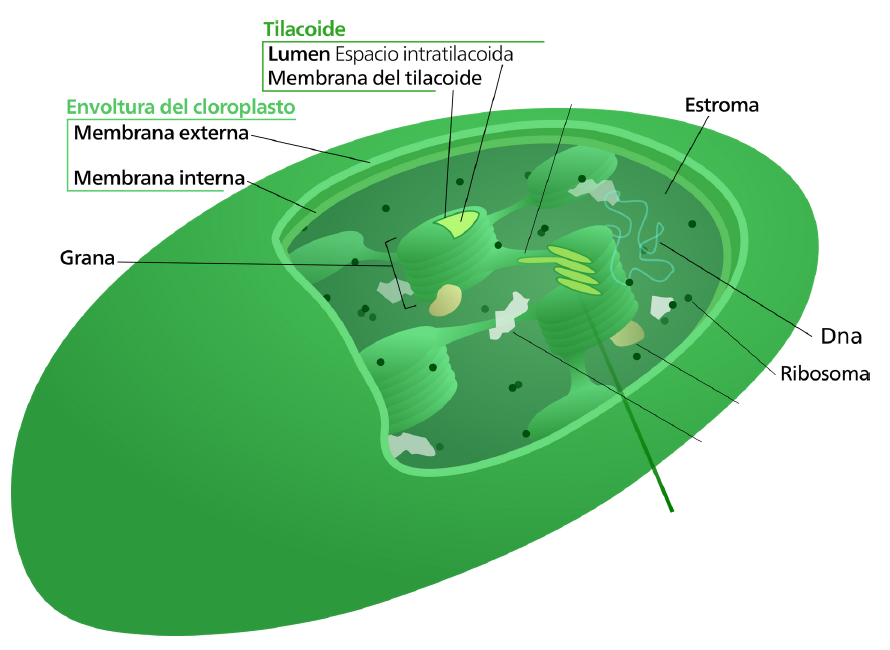 Tilacoide
Lumen Espacio intratilacoida
Membrana del tilacoide
Envoltura del cloroplasto
Membrana externa
Membrana interna
Estroma
Grana
Dna
Ribosoma